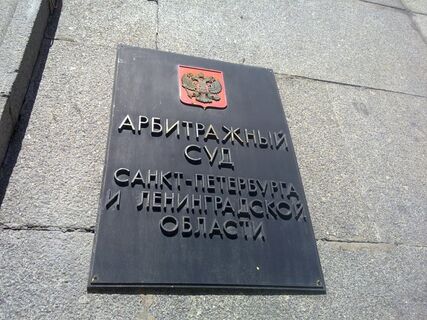 АРБИТРАЖНЫЙ
СУД
САНКТ-ПЕТЕРБУРГА
И ЛЕНИНГРАДСКОЙ
ОБЛАСТИ